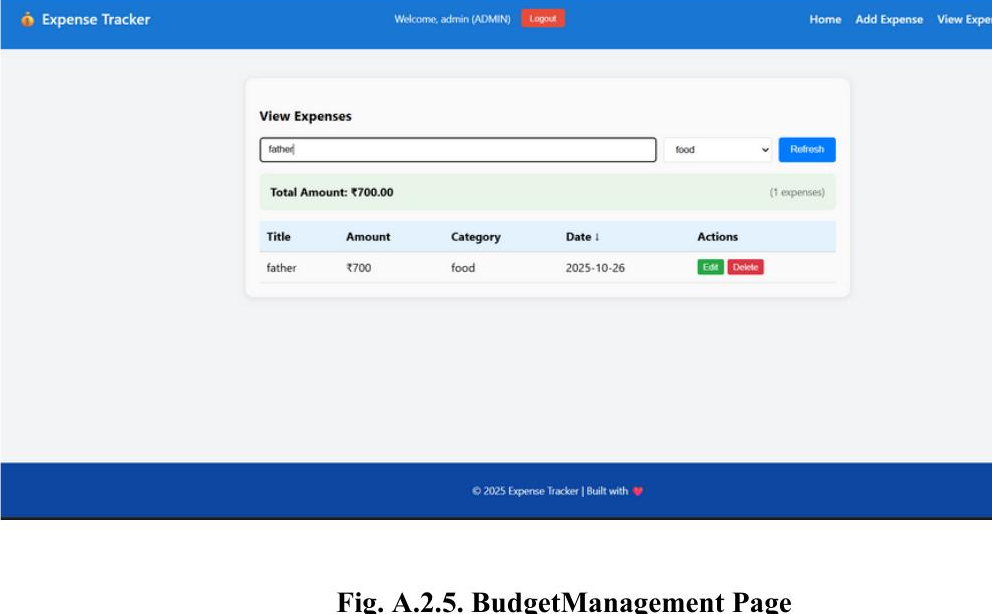 Expense Tracker
Welcome, admin (ADMIN) Logout
Home Add Expense View Expe
View Expenses
father food Refresh
Total Amount: ₹700.00 (1 expenses)
Title Amount Category Date ↓ Actions
father ₹700 food 2025-10-26 Edit Delete
© 2025 Expense Tracker | Built with
Fig. A.2.5. BudgetManagement Page